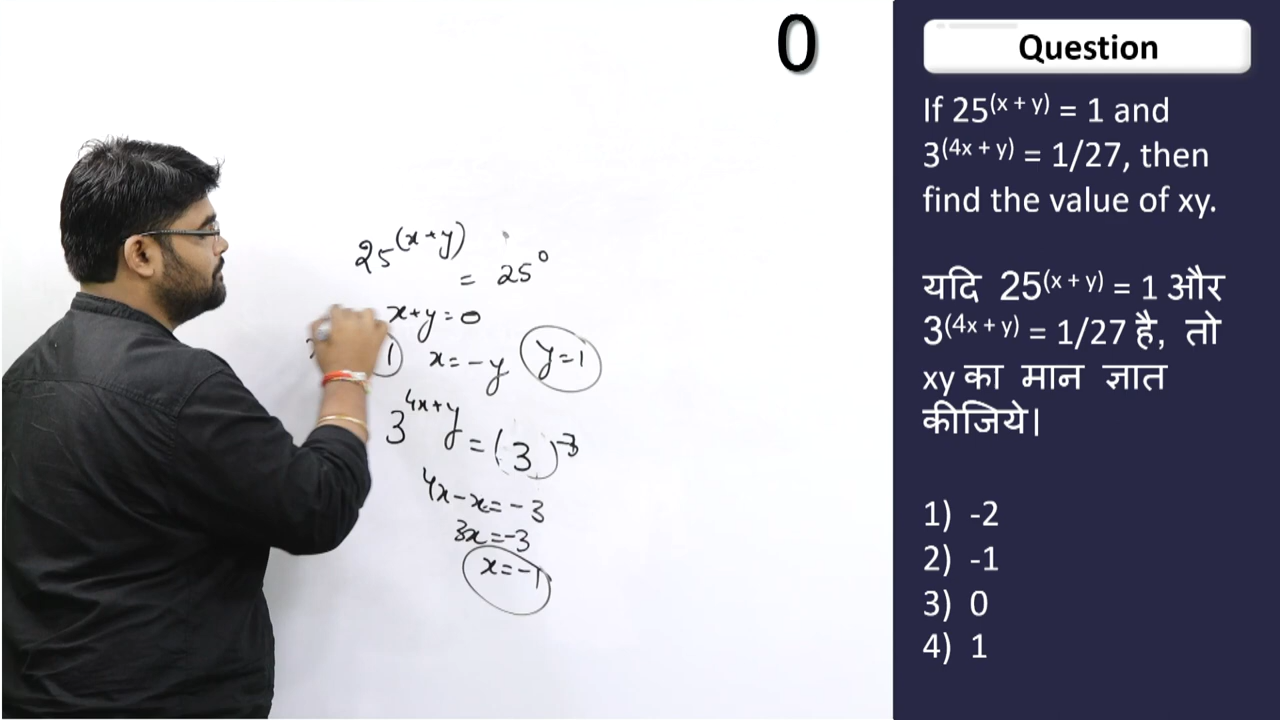 0
25^(x+y)
= 25^0
x+y=0
1
x=-y
y=1
3^4x+y = (3)^-3
4x-x=-3
3x=-3
x=-1
Question
If 25^(x + y) = 1 and
3^(4x + y) = 1/27, then
find the value of xy.
यदि 25^(x + y) = 1 और
3^(4x + y) = 1/27 है, तो
xy का मान ज्ञात
कीजिये।
1) -2
2) -1
3) 0
4) 1